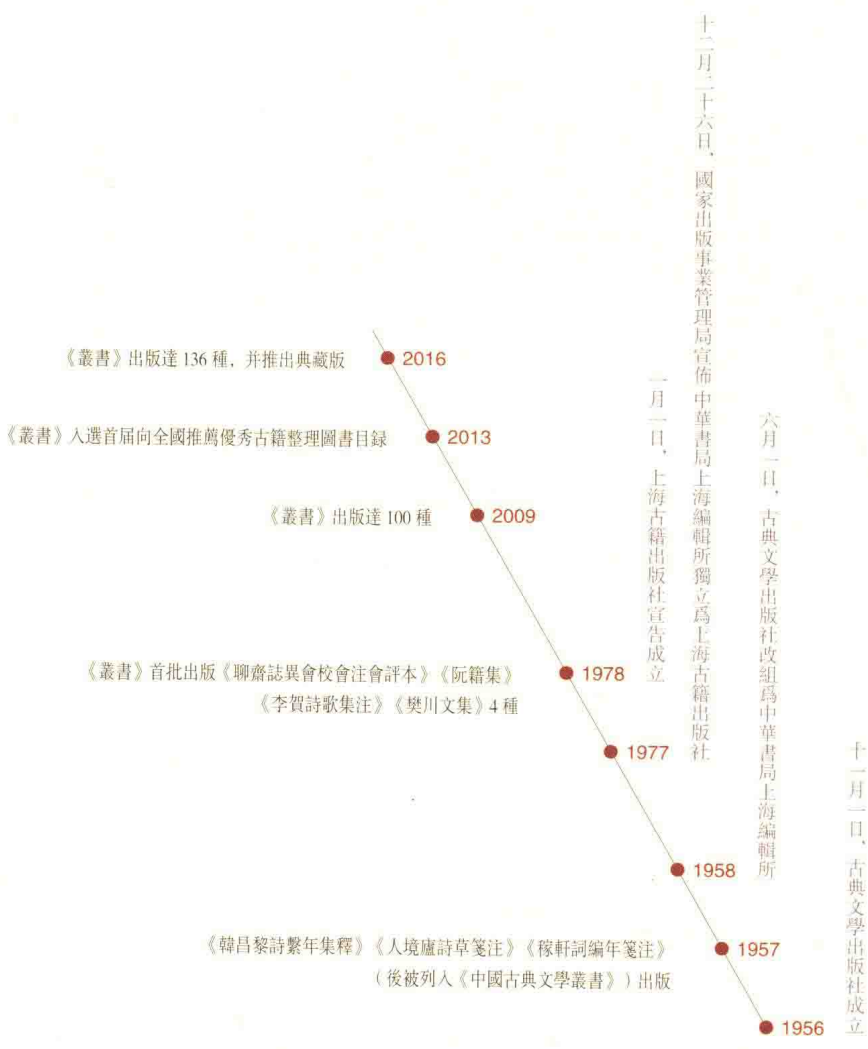 《叢書》出版達 136 種，并推出典藏版
2016
《叢書》入選首届向全國推薦優秀古籍整理圖書目録
2013
《叢書》出版達 100 種
2009
《叢書》首批出版《聊齋誌異會校會注會評本》《阮籍集》
《李賀詩歌集注》《樊川文集》4 種
1978
一月一日，上海古籍出版社宣告成立
1977
十二月二十六日，國家出版事業管理局宣佈中華書局上海編輯所獨立爲上海古籍出版社
1958
六月一日，古典文學出版社改組爲中華書局上海編輯所
《韓昌黎詩繫年集釋》《人境廬詩草箋注》《稼軒詞編年箋注》
（後被列入《中國古典文學叢書》）出版
1957
1956
十一月一日，古典文學出版社成立